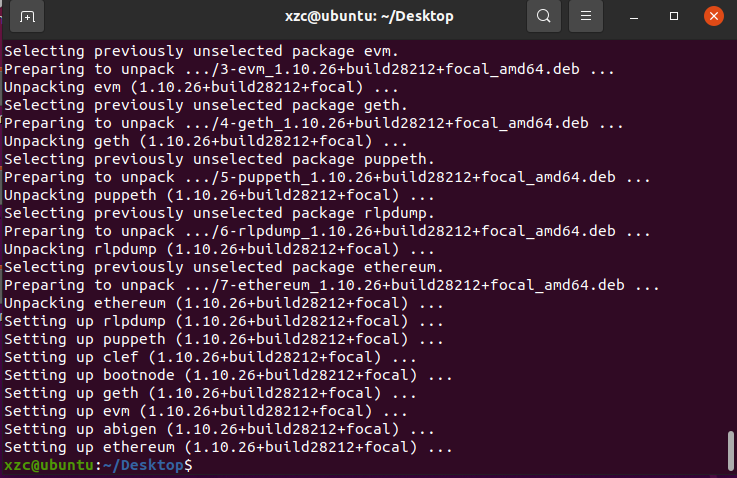 xzc@ubuntu: ~/Desktop
Selecting previously unselected package evm.
Preparing to unpack .../3-evm_1.10.26+build28212+focal_amd64.deb ...
Unpacking evm (1.10.26+build28212+focal) ...
Selecting previously unselected package geth.
Preparing to unpack .../4-geth_1.10.26+build28212+focal_amd64.deb ...
Unpacking geth (1.10.26+build28212+focal) ...
Selecting previously unselected package puppeth.
Preparing to unpack .../5-puppeth_1.10.26+build28212+focal_amd64.deb ...
Unpacking puppeth (1.10.26+build28212+focal) ...
Selecting previously unselected package rlpdump.
Preparing to unpack .../6-rlpdump_1.10.26+build28212+focal_amd64.deb ...
Unpacking rlpdump (1.10.26+build28212+focal) ...
Selecting previously unselected package ethereum.
Preparing to unpack .../7-ethereum_1.10.26+build28212+focal_amd64.deb ...
Unpacking ethereum (1.10.26+build28212+focal) ...
Setting up rlpdump (1.10.26+build28212+focal) ...
Setting up puppeth (1.10.26+build28212+focal) ...
Setting up clef (1.10.26+build28212+focal) ...
Setting up bootnode (1.10.26+build28212+focal) ...
Setting up geth (1.10.26+build28212+focal) ...
Setting up evm (1.10.26+build28212+focal) ...
Setting up abigen (1.10.26+build28212+focal) ...
Setting up ethereum (1.10.26+build28212+focal) ...
xzc@ubuntu:~/Desktop$